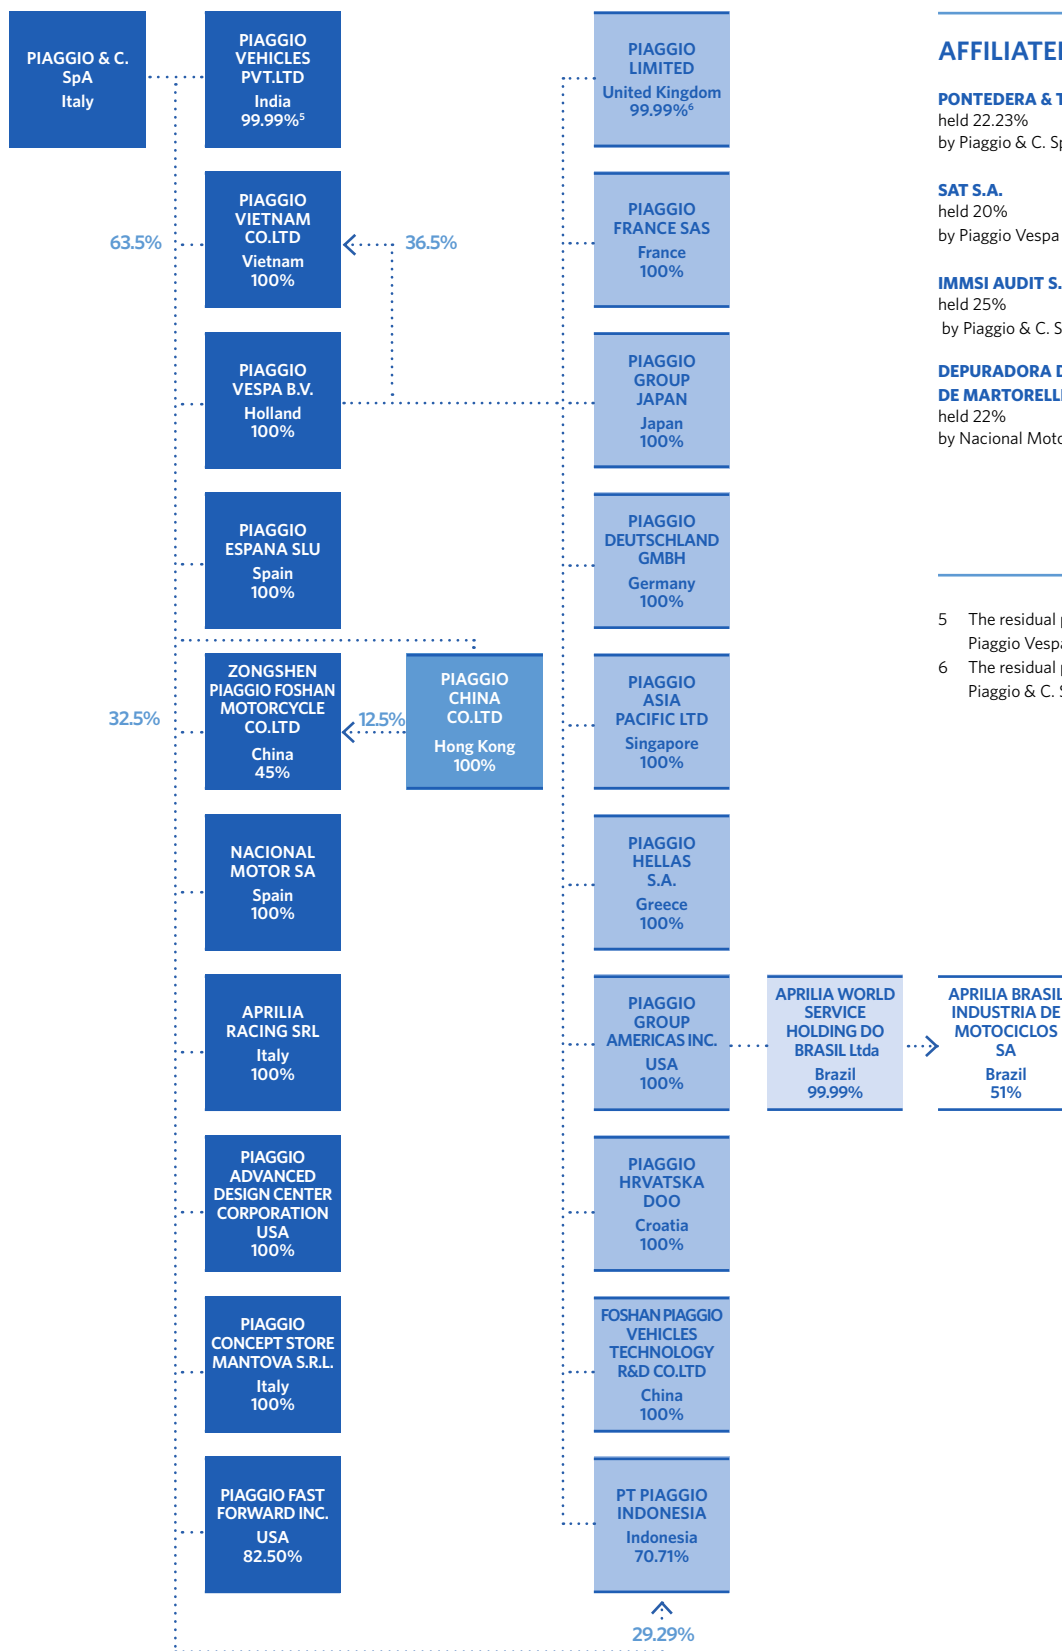 PIAGGIO & C.
SpA
Italy
PIAGGIO
VEHICLES
PVT.LTD
India
99.99%⁵
63.5%
PIAGGIO
VIETNAM
CO.LTD
Vietnam
100%
36.5%
PIAGGIO
VESPA B.V.
Holland
100%
PIAGGIO
ESPANA SLU
Spain
100%
32.5%
ZONGSHEN
PIAGGIO FOSHAN
MOTORCYCLE
CO.LTD
China
45%
12.5%
PIAGGIO
CHINA
CO.LTD
Hong Kong
100%
NACIONAL
MOTOR SA
Spain
100%
APRILIA
RACING SRL
Italy
100%
PIAGGIO
ADVANCED
DESIGN CENTER
CORPORATION
USA
100%
PIAGGIO
CONCEPT STORE
MANTOVA S.R.L.
Italy
100%
PIAGGIO FAST
FORWARD INC.
USA
82.50%
PIAGGIO
LIMITED
United Kingdom
99.99%⁶
PIAGGIO
FRANCE SAS
France
100%
PIAGGIO
GROUP
JAPAN
Japan
100%
PIAGGIO
DEUTSCHLAND
GMBH
Germany
100%
PIAGGIO
ASIA
PACIFIC LTD
Singapore
100%
PIAGGIO
HELLAS
S.A.
Greece
100%
PIAGGIO
GROUP
AMERICAS INC.
USA
100%
APRILIA WORLD
SERVICE
HOLDING DO
BRASIL Ltda
Brazil
99.99%
APRILIA BRASIL
INDUSTRIA DE
MOTOCICLOS
SA
Brazil
51%
PIAGGIO
HRVATSKA
DOO
Croatia
100%
FOSHAN PIAGGIO
VEHICLES
TECHNOLOGY
R&D CO.LTD
China
100%
PT PIAGGIO
INDONESIA
Indonesia
70.71%
29.29%
AFFILIATE
PONTEDERA & T
held 22.23%
by Piaggio & C. Sp
SAT S.A.
held 20%
by Piaggio Vespa
IMMSI AUDIT S.
held 25%
by Piaggio & C. S
DEPURADORA D
DE MARTORELL
held 22%
by Nacional Moto
5 The residual p
Piaggio Vespa
6 The residual p
Piaggio & C. S